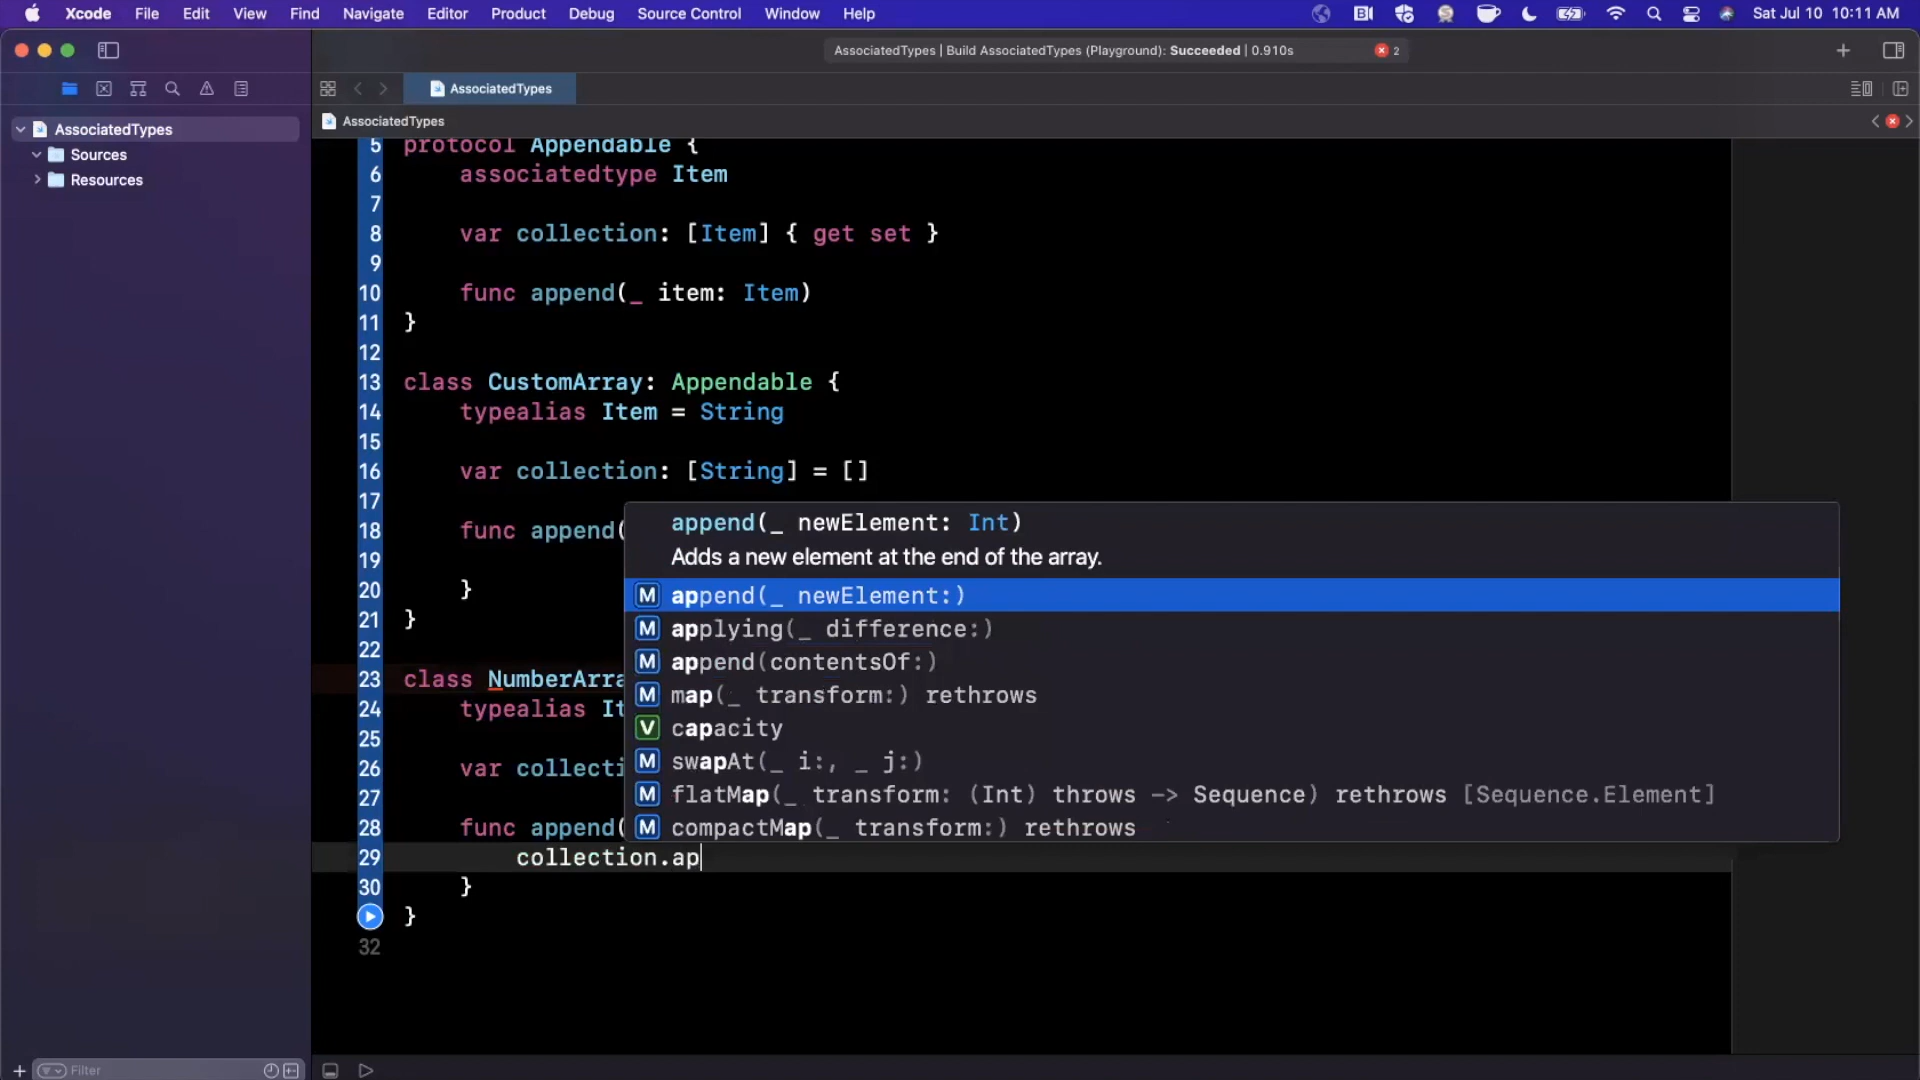 Xcode File Edit View Find Navigate Editor Product Debug Source Control Window Help Sat Jul 10 10:11 AM
AssociatedTypes | Build AssociatedTypes (Playground): Succeeded | 0.910s 2
AssociatedTypes
AssociatedTypes
AssociatedTypes
Sources
Resources
5 protocol Appendable {
6 associatedtype Item
7
8 var collection: [Item] { get set }
9
10 func append(_ item: Item)
11 }
12
13 class CustomArray: Appendable {
14 typealias Item = String
15
16 var collection: [String] = []
17
18 func append(
19
20 }
21 }
22
23 class NumberArra
24 typealias It
25
26 var collecti
27
28 func append(
29 collection.ap
30 }
}
32
append(_ newElement: Int)
Adds a new element at the end of the array.
M append(_ newElement:)
M applying(_ difference:)
M append(contentsOf:)
M map(_ transform:) rethrows
V capacity
M swapAt(_ i:, _ j:)
M flatMap(_ transform: (Int) throws -> Sequence) rethrows [Sequence.Element]
M compactMap(_ transform:) rethrows
Filter